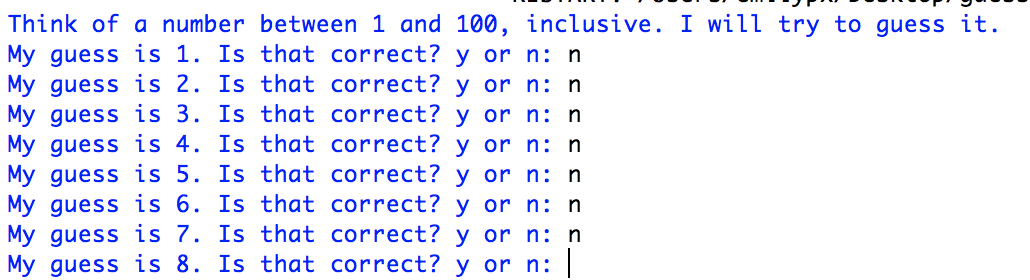 Think of a number between 1 and 100, inclusive. I will try to guess it.
My guess is 1. Is that correct? y or n: n
My guess is 2. Is that correct? y or n: n
My guess is 3. Is that correct? y or n: n
My guess is 4. Is that correct? y or n: n
My guess is 5. Is that correct? y or n: n
My guess is 6. Is that correct? y or n: n
My guess is 7. Is that correct? y or n: n
My guess is 8. Is that correct? y or n: